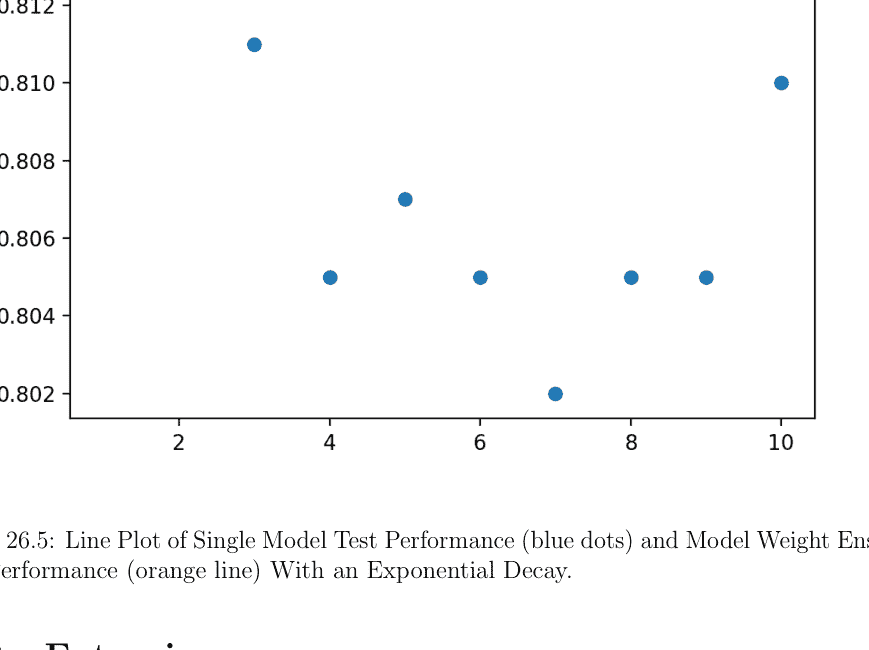 0.812
0.810
0.808
0.806
0.804
0.802
2 4 6 8 10
26.5: Line Plot of Single Model Test Performance (blue dots) and Model Weight Ens
erformance (orange line) With an Exponential Decay.